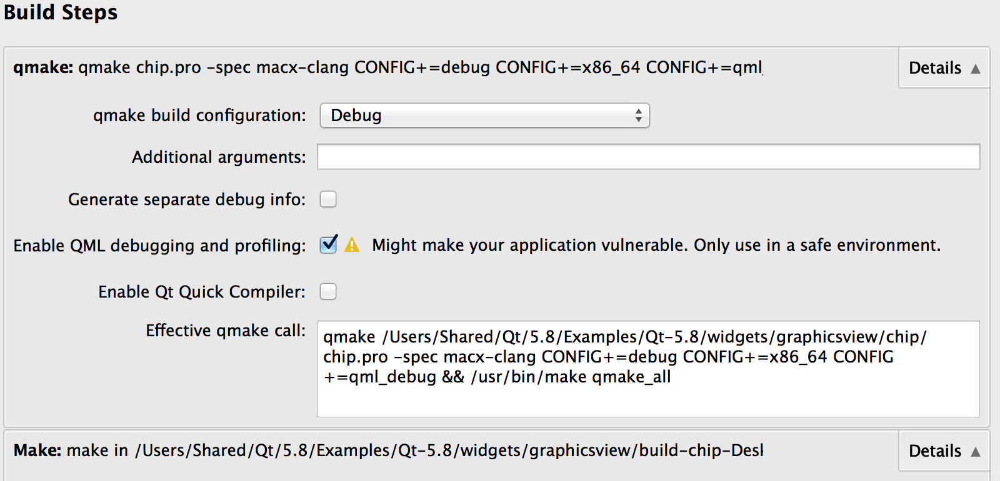 Build Steps
qmake: qmake chip.pro -spec macx-clang CONFIG+=debug CONFIG+=x86_64 CONFIG+=qml_
Details
qmake build configuration: Debug
Additional arguments:
Generate separate debug info:
Enable QML debugging and profiling: Might make your application vulnerable. Only use in a safe environment.
Enable Qt Quick Compiler:
Effective qmake call:
qmake /Users/Shared/Qt/5.8/Examples/Qt-5.8/widgets/graphicsview/chip/
chip.pro -spec macx-clang CONFIG+=debug CONFIG+=x86_64 CONFIG
+=qml_debug && /usr/bin/make qmake_all
Make: make in /Users/Shared/Qt/5.8/Examples/Qt-5.8/widgets/graphicsview/build-chip-Desk
Details